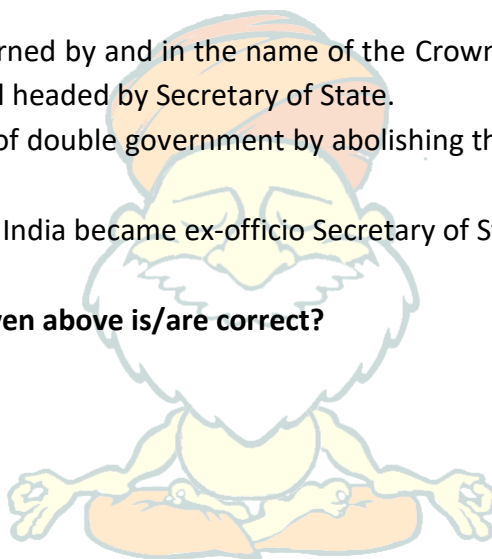 rned by and in the name of the Crown
headed by Secretary of State.
of double government by abolishing
India became ex-officio Secretary of
ven above is/are correct?